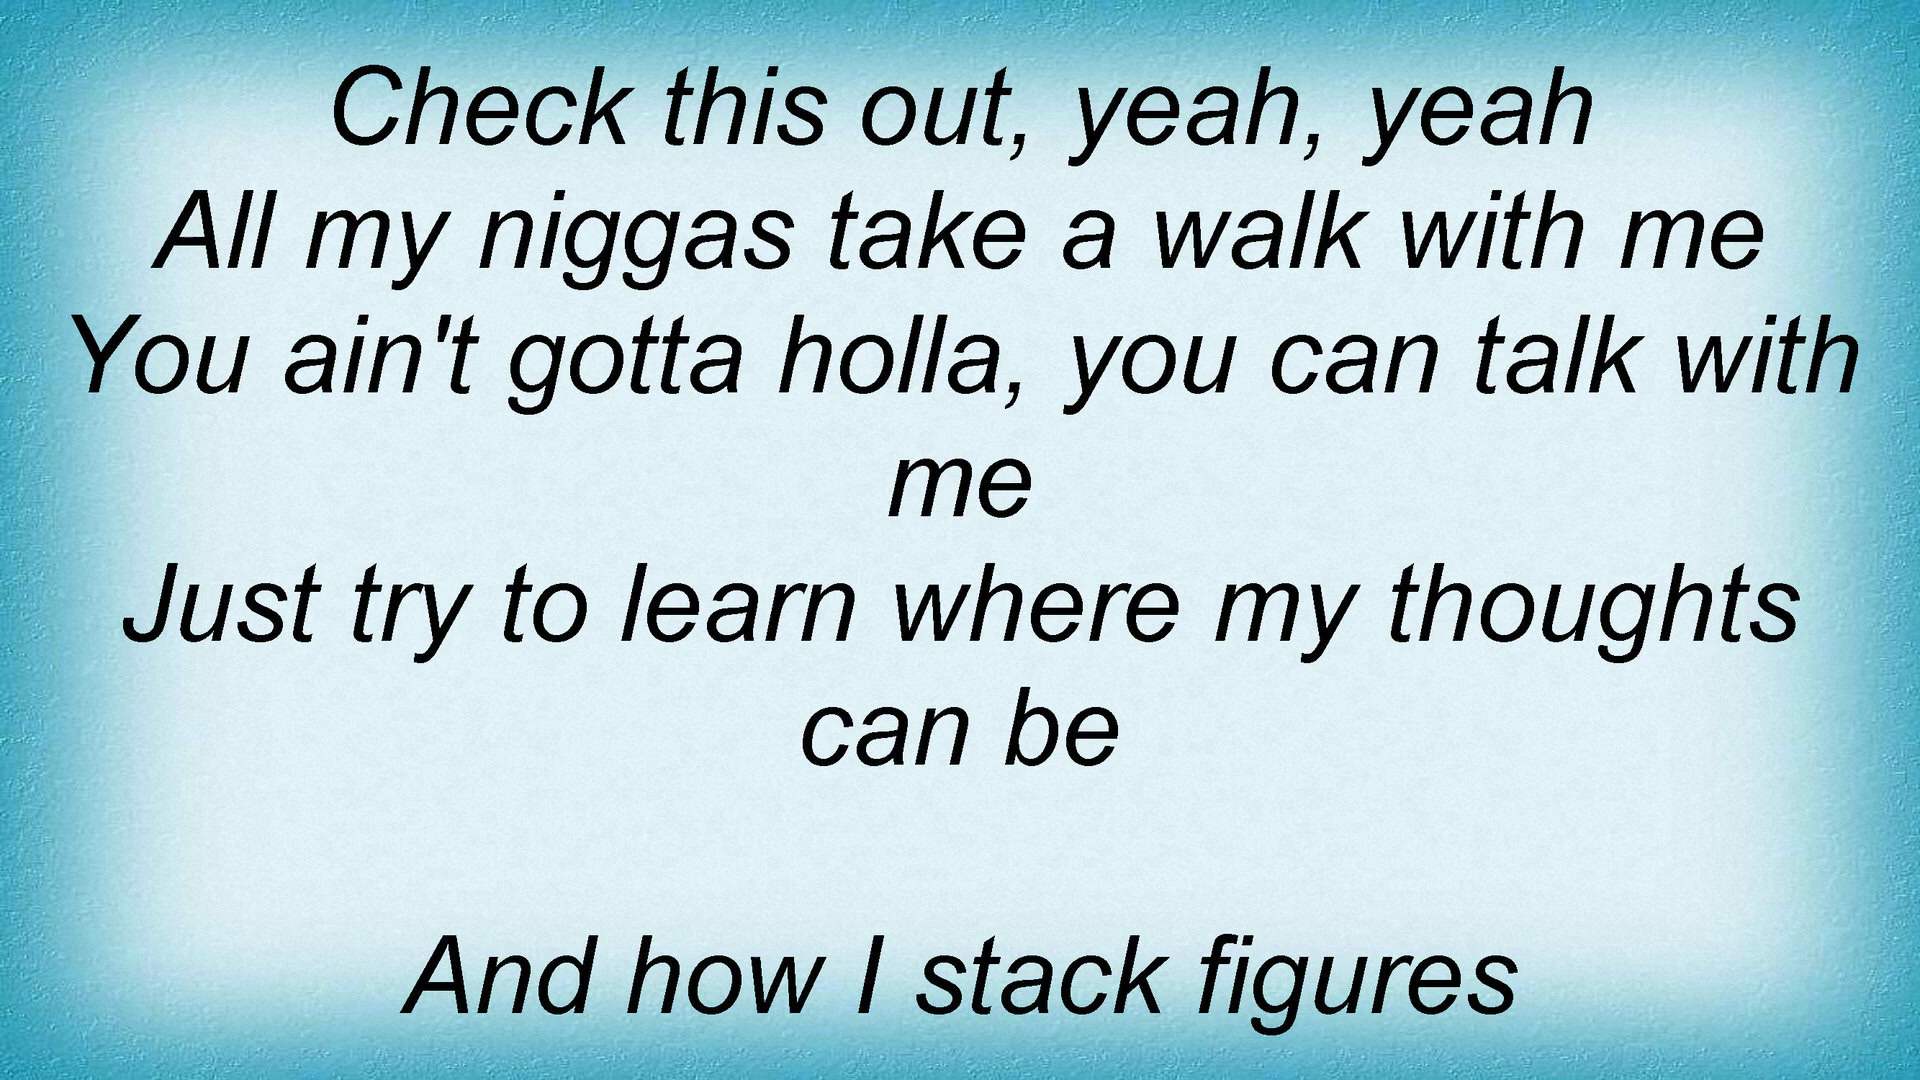 Check this out, yeah, yeah
All my niggas take a walk with me
You ain't gotta holla, you can talk with
me
Just try to learn where my thoughts
can be
And how I stack figures